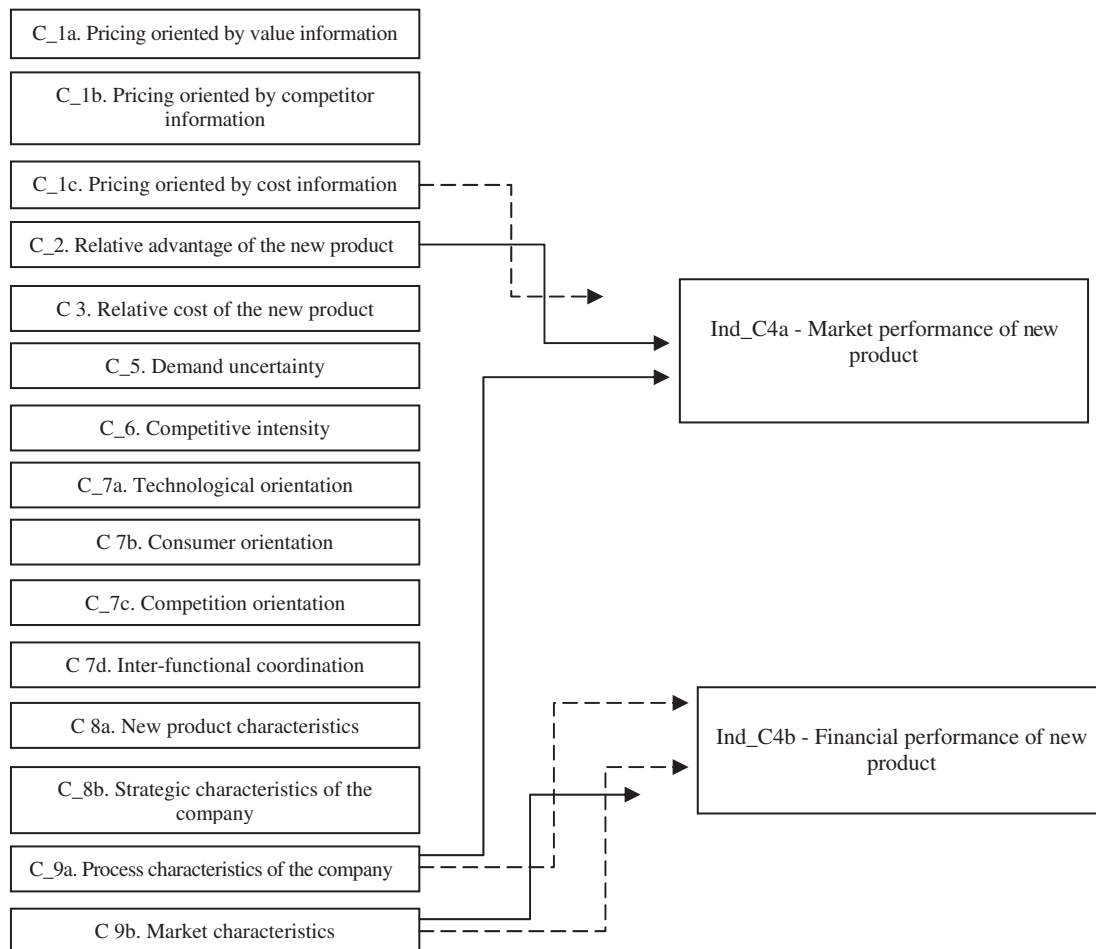 C_1a. Pricing oriented by value information
C_1b. Pricing oriented by competitor
information
C_1c. Pricing oriented by cost information
C_2. Relative advantage of the new product
C 3. Relative cost of the new product
C_5. Demand uncertainty
C_6. Competitive intensity
C_7a. Technological orientation
C 7b. Consumer orientation
C_7c. Competition orientation
C 7d. Inter-functional coordination
C 8a. New product characteristics
C_8b. Strategic characteristics of the
company
C_9a. Process characteristics of the company
C 9b. Market characteristics
Ind_C4a - Market performance of new
product
Ind_C4b - Financial performance of new
product